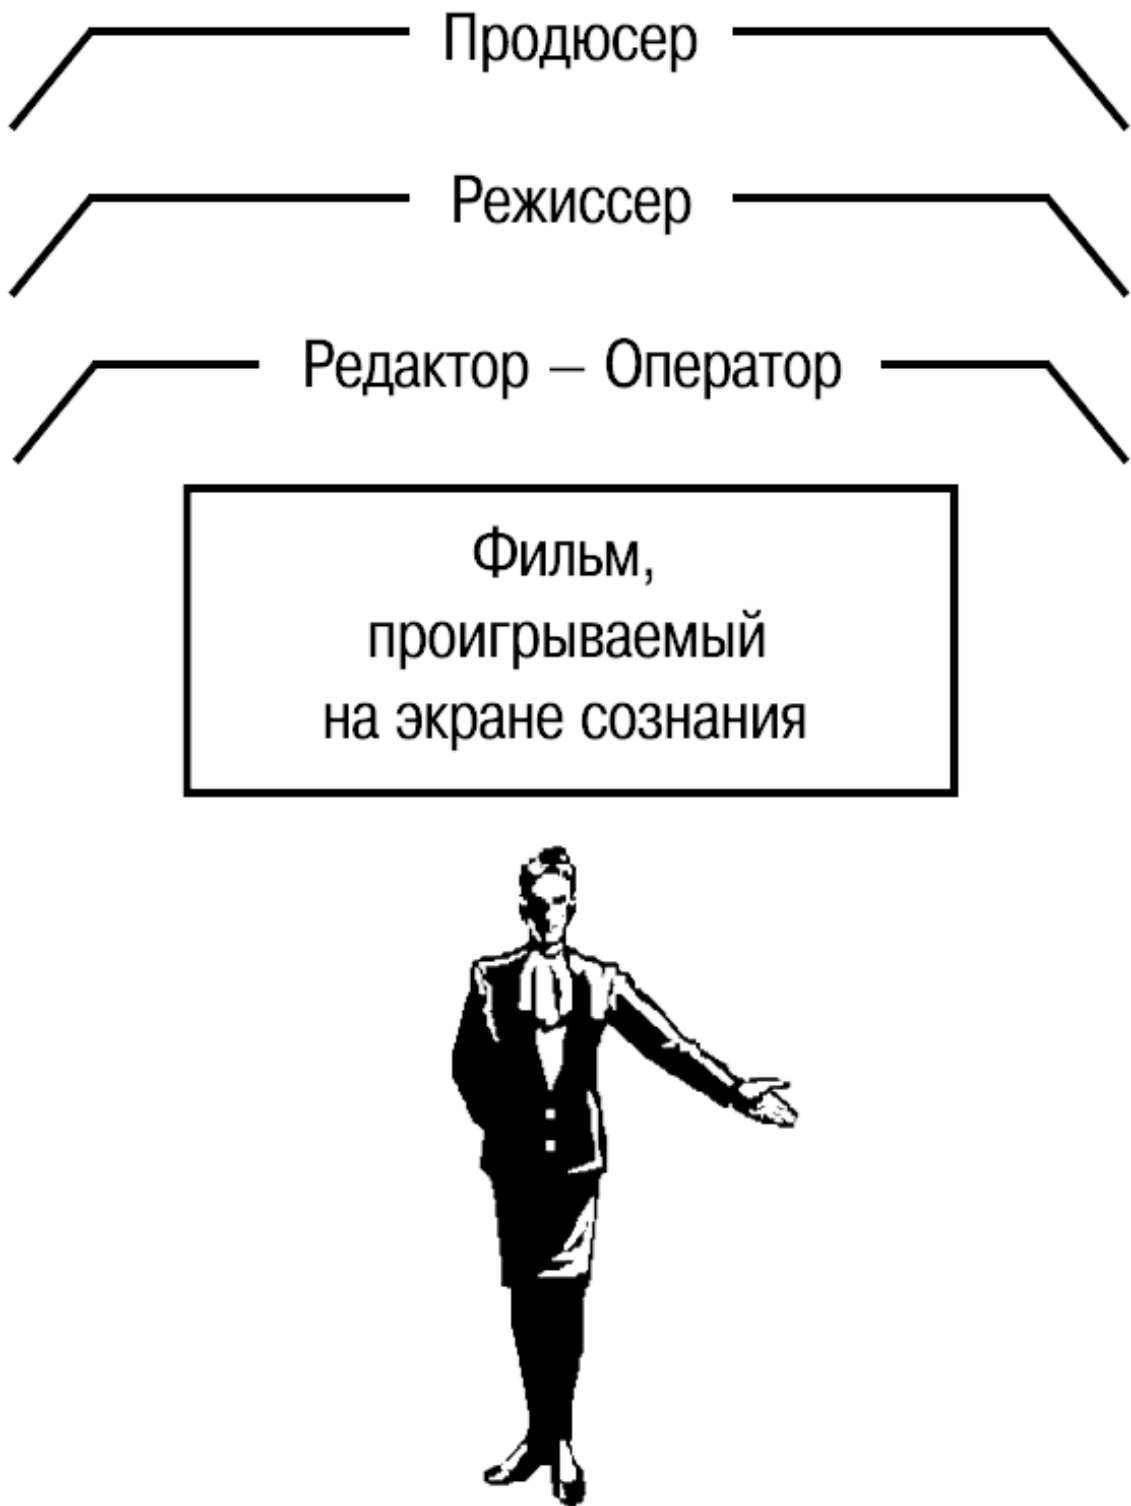 Продюсер
Режиссер
Редактор – Оператор
Фильм,
проигрываемый
на экране сознания